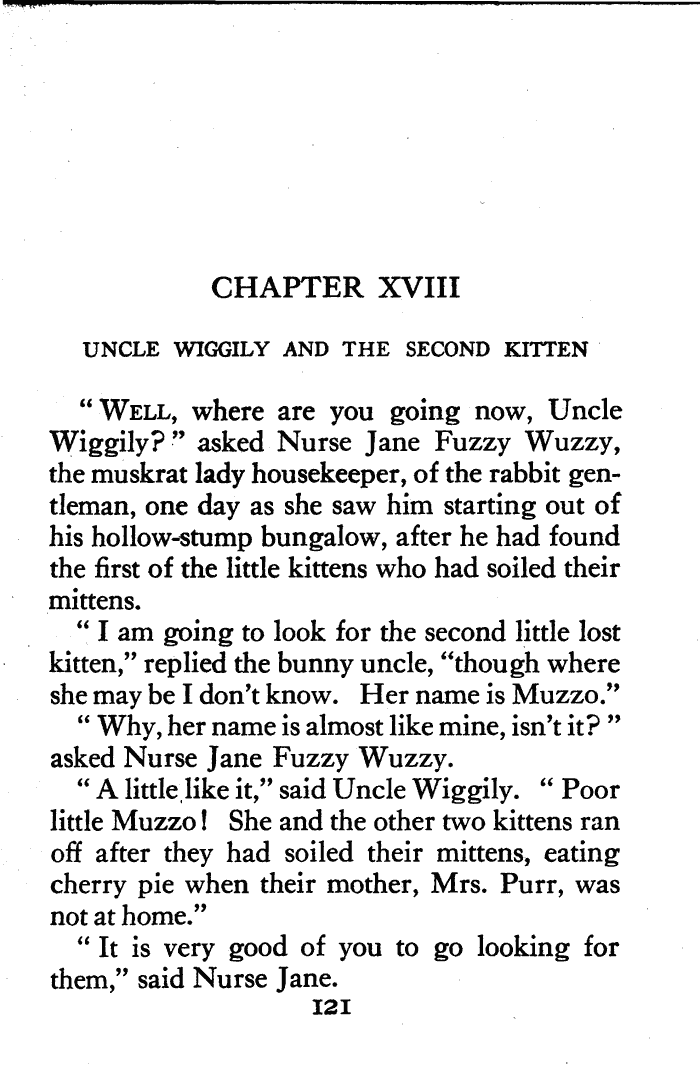 CHAPTER XVIII
UNCLE WIGGILY AND THE SECOND KITTEN
“ WELL, where are you going now, Uncle
Wiggily? ” asked Nurse Jane Fuzzy Wuzzy,
the muskrat lady housekeeper, of the rabbit gen-
tleman, one day as she saw him starting out of
his hollow-stump bungalow, after he had found
the first of the little kittens who had soiled their
mittens.
“ I am going to look for the second little lost
kitten,” replied the bunny uncle, “though where
she may be I don’t know. Her name is Muzzo.”
“ Why, her name is almost like mine, isn’t it? ”
asked Nurse Jane Fuzzy Wuzzy.
“ A little like it,” said Uncle Wiggily. “ Poor
little Muzzo! She and the other two kittens ran
off after they had soiled their mittens, eating
cherry pie when their mother, Mrs. Purr, was
not at home.”
“ It is very good of you to go looking for
them,” said Nurse Jane.
121